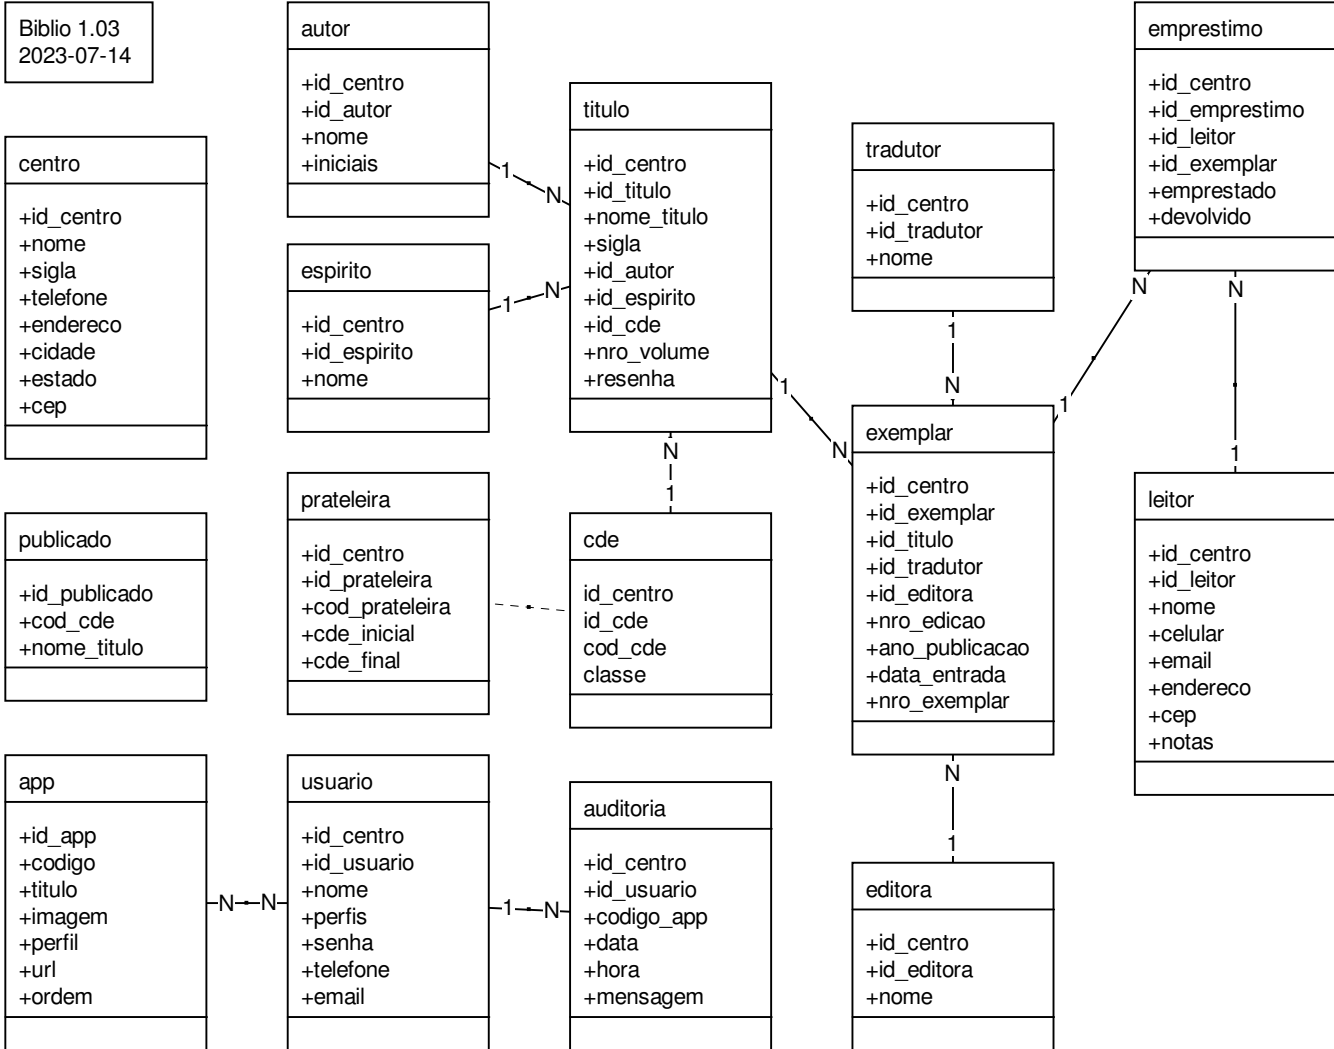 Biblio 1.03
2023-07-14
centro
+id_centro
+nome
+sigla
+telefone
+endereco
+cidade
+estado
+cep
publicado
+id_publicado
+cod_cde
+nome_titulo
app
+id_app
+codigo
+titulo
+imagem
+perfil
+url
+ordem
autor
+id_centro
+id_autor
+nome
+iniciais
espirito
+id_centro
+id_espirito
+nome
prateleira
+id_centro
+id_prateleira
+cod_prateleira
+cde_inicial
+cde_final
usuario
+id_centro
+id_usuario
+nome
+perfis
+senha
+telefone
+email
N
N
1
N
1
N
titulo
+id_centro
+id_titulo
+nome_titulo
+sigla
+id_autor
+id_espirito
+id_cde
+nro_volume
+resenha
N
1
cde
id_centro
id_cde
cod_cde
classe
1
N
auditoria
+id_centro
+id_usuario
+codigo_app
+data
+hora
+mensagem
1
N
tradutor
+id_centro
+id_tradutor
+nome
1
N
exemplar
+id_centro
+id_exemplar
+id_titulo
+id_tradutor
+id_editora
+nro_edicao
+ano_publicacao
+data_entrada
+nro_exemplar
N
1
editora
+id_centro
+id_editora
+nome
emprestimo
+id_centro
+id_emprestimo
+id_leitor
+id_exemplar
+emprestado
+devolvido
N
1
N
1
leitor
+id_centro
+id_leitor
+nome
+celular
+email
+endereco
+cep
+notas